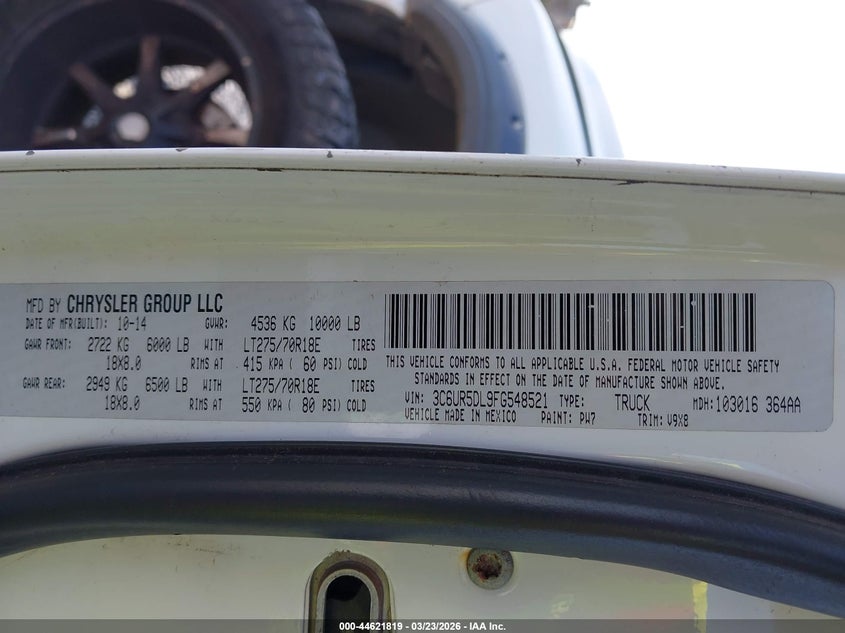 MFD BY CHRYSLER GROUP LLC
DATE OF MFR(BUILT): 10-14 GVWR: 4536 KG 10000 LB
GAWR FRONT: 2722 KG 6000 LB WITH LT275/70R18E TIRES
18X8.0 RIMS AT 415 KPA ( 60 PSI) COLD
GAWR REAR: 2949 KG 6500 LB WITH LT275/70R18E TIRES
18X8.0 RIMS AT 550 KPA ( 80 PSI) COLD
THIS VEHICLE CONFORMS TO ALL APPLICABLE U.S.A. FEDERAL MOTOR VEHICLE SAFETY
STANDARDS IN EFFECT ON THE DATE OF MANUFACTURE SHOWN ABOVE.
VIN: 3C6UR5DL9FG548521 TYPE: TRUCK MDH: 103016 364AA
VEHICLE MADE IN MEXICO PAINT: PW7 TRIM: V9X8
000-44621819 - 03/23/2026 - IAA Inc.